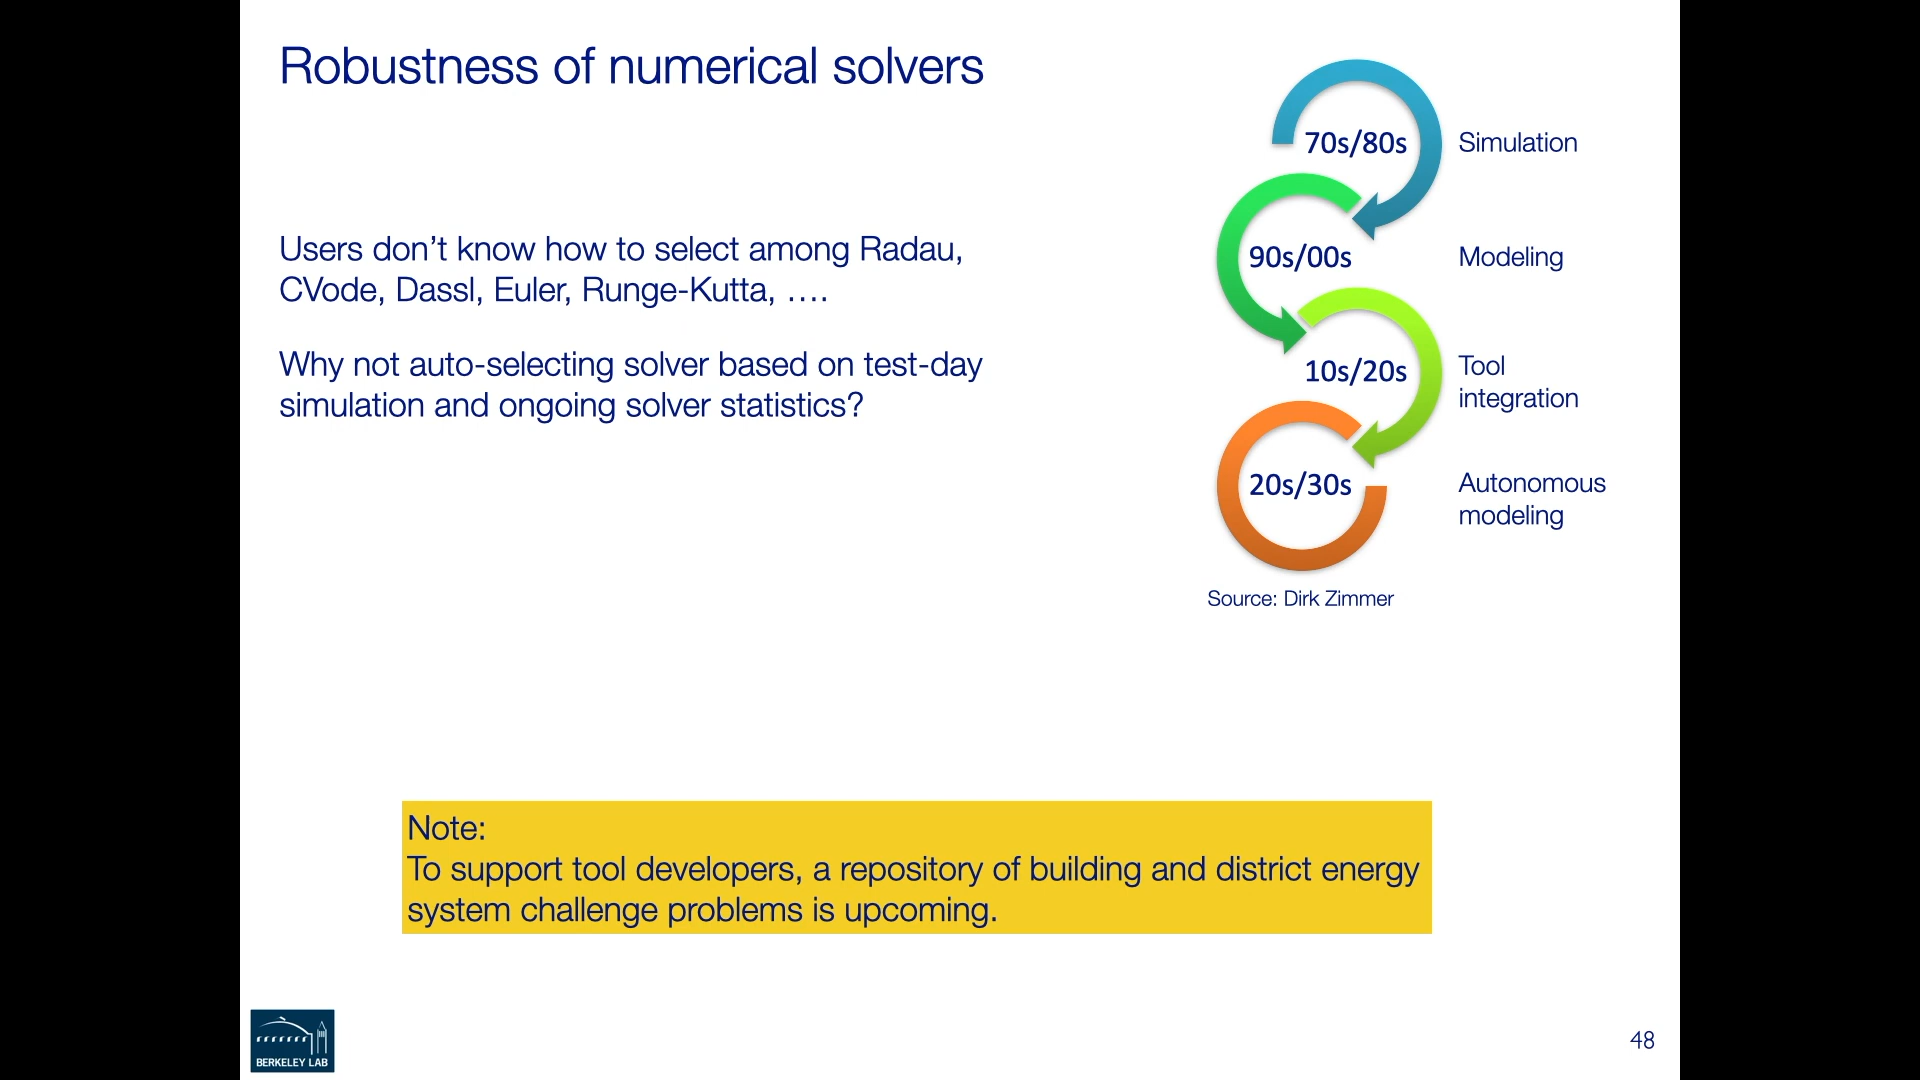 Robustness of numerical solvers
Users don’t know how to select among Radau,
CVode, Dassl, Euler, Runge-Kutta, ….
Why not auto-selecting solver based on test-day
simulation and ongoing solver statistics?
70s/80s
Simulation
90s/00s
Modeling
10s/20s
Tool
integration
20s/30s
Autonomous
modeling
Source: Dirk Zimmer
Note:
To support tool developers, a repository of building and district energy
system challenge problems is upcoming.
BERKELEY LAB
48